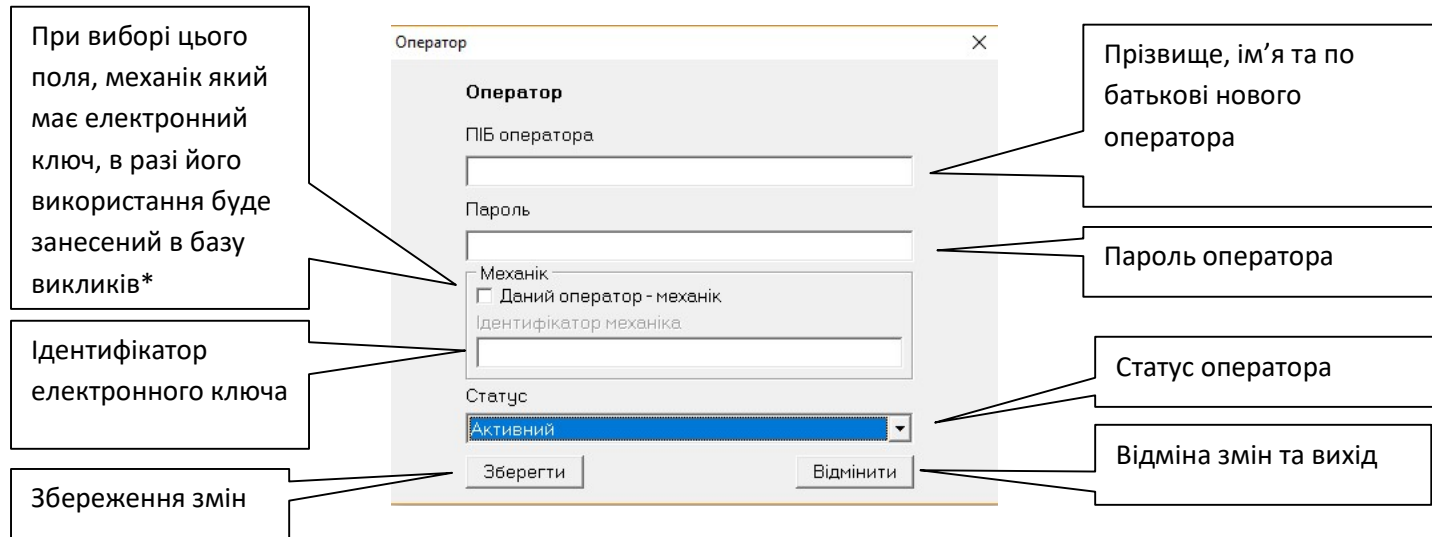 При виборі цього
поля, механік який
має електронний
ключ, в разі його
використання буде
занесений в базу
викликів*
Ідентифікатор
електронного ключа
Збереження змін
Оператор
Оператор
ПІБ оператора
Пароль
Механік
Даний оператор - механік
Ідентифікатор механіка
Статус
Активний
Зберегти
Відмінити
Прізвище, ім’я та по
батькові нового
оператора
Пароль оператора
Статус оператора
Відміна змін та вихід